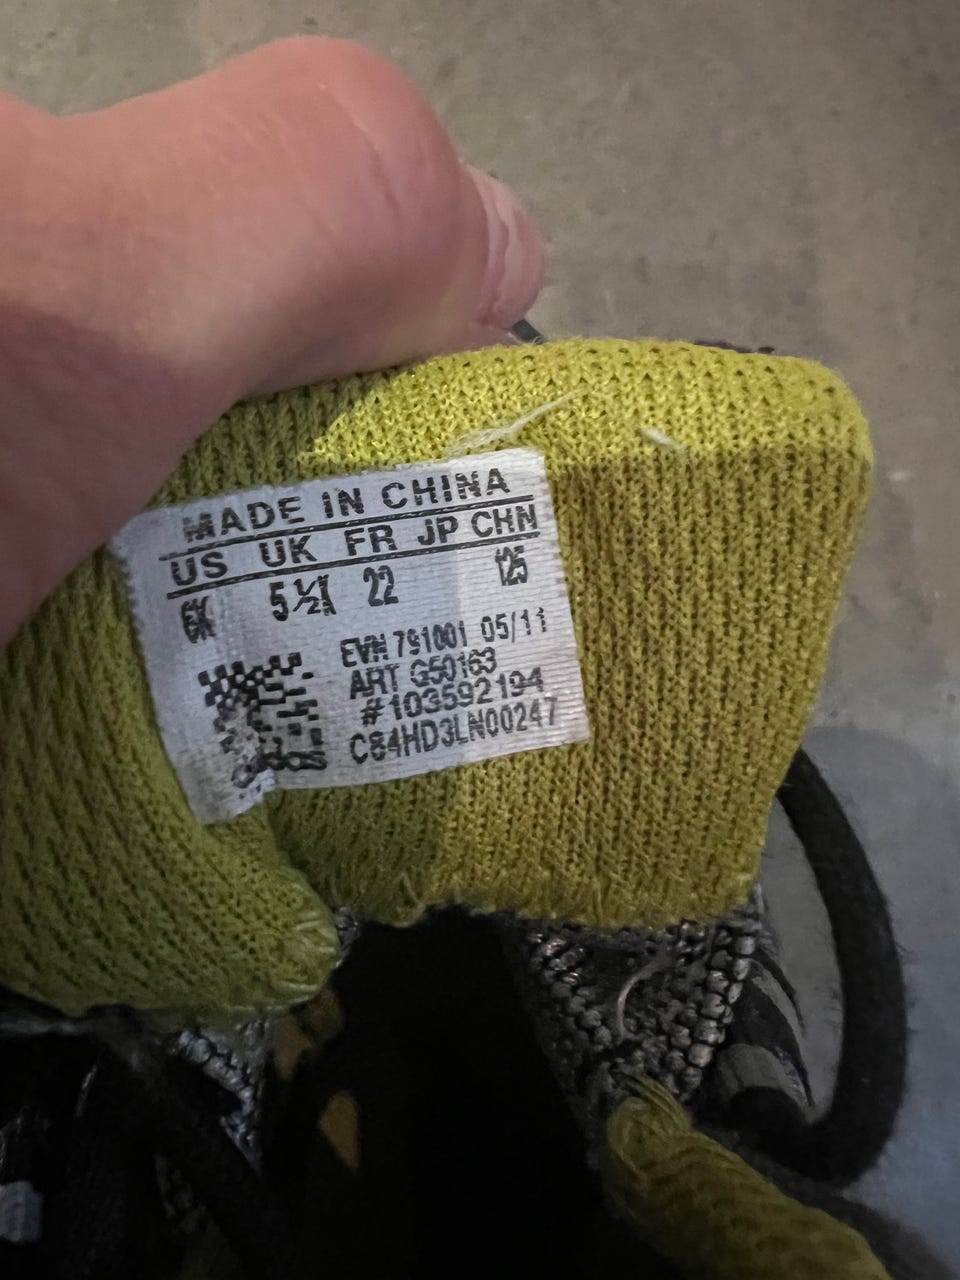 MADE IN CHINA
US UK FR JP CHN
6K 5½K 22 125
EVN 791001 05/11
ART G50163
#103592194
C84HD3LN00247